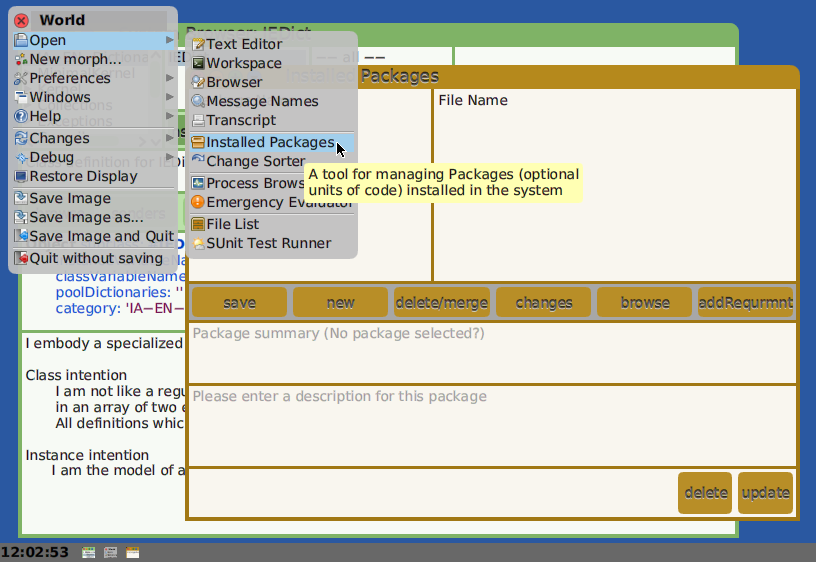 World
Open
New morph...
Preferences
Windows
Help
Changes
Debug
Restore Display
Save Image
Save Image as...
Save Image and Quit
Quit without saving
Text Editor
Workspace
Browser
Message Names
Transcript
Installed Packages
Change Sorter
Process Brows
Emergency Evaluator
File List
SUnit Test Runner
A tool for managing Packages (optional
units of code) installed in the system
Browser: IEDict
-- all --
Packages
File Name
save
new
delete/merge
changes
browse
addRequrmnt
Package summary (No package selected?)
Please enter a description for this package
delete
update
classVariableName
poolDictionaries: ''
category: 'IA-EN-
I embody a specialized
Class intention
I am not like a regu
in an array of two e
All definitions whic
Instance intention
I am the model of a
12:02:53